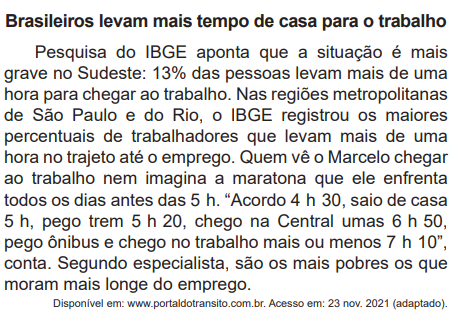 Brasileiros levam mais tempo de casa para o trabalho
Pesquisa do IBGE aponta que a situação é mais
grave no Sudeste: 13% das pessoas levam mais de uma
hora para chegar ao trabalho. Nas regiões metropolitanas
de São Paulo e do Rio, o IBGE registrou os maiores
percentuais de trabalhadores que levam mais de uma
hora no trajeto até o emprego. Quem vê o Marcelo chegar
ao trabalho nem imagina a maratona que ele enfrenta
todos os dias antes das 5 h. “Acordo 4 h 30, saio de casa
5 h, pego trem 5 h 20, chego na Central umas 6 h 50,
pego ônibus e chego no trabalho mais ou menos 7 h 10”,
conta. Segundo especialista, são os mais pobres os que
moram mais longe do emprego.
Disponível em: www.portaldotransito.com.br. Acesso em: 23 nov. 2021 (adaptado).